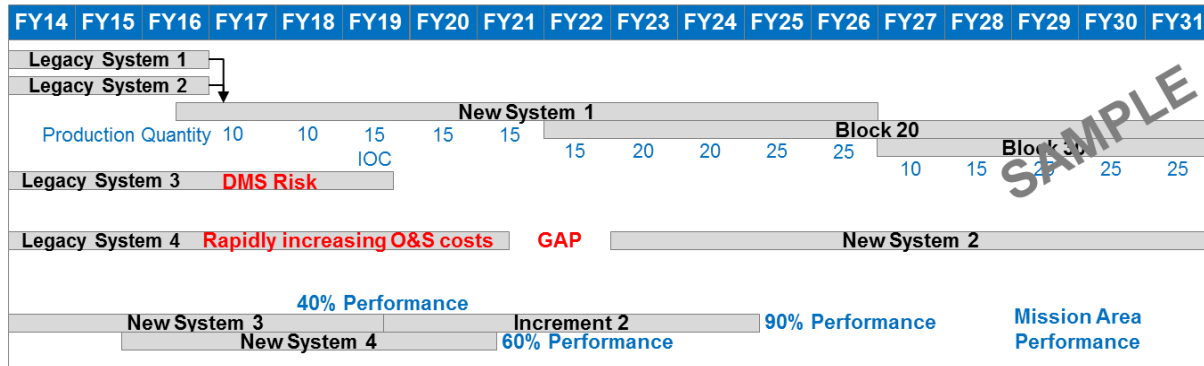 FY14 FY15 FY16 FY17 FY18 FY19 FY20 FY21 FY22 FY23 FY24 FY25 FY26 FY27 FY28 FY29 FY30 FY31
Legacy System 1
Legacy System 2
New System 1
Production Quantity 10 10 15 15 15
Block 20
IOC
15 20 20 25 25
Block 30
10 15 25 25 25
SAMPLE
Legacy System 3 DMS Risk
Legacy System 4 Rapidly increasing O&S costs GAP New System 2
40% Performance
New System 3 Increment 2 90% Performance
New System 4 60% Performance
Mission Area
Performance